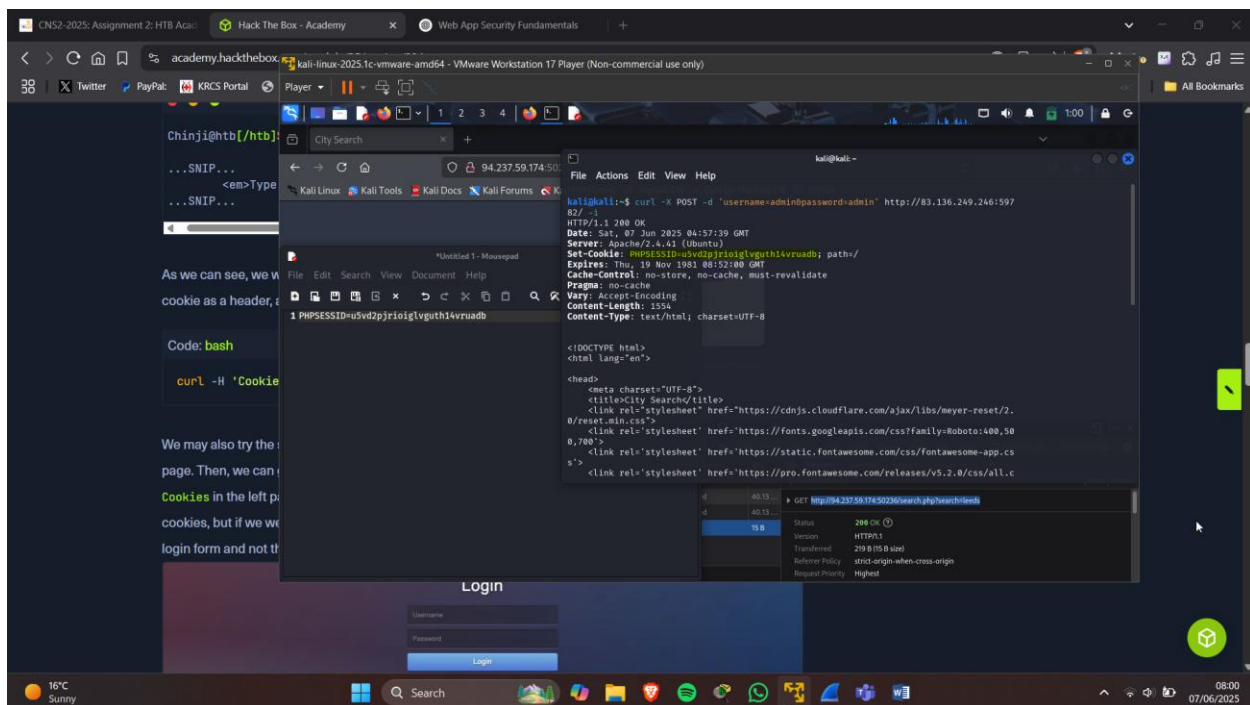 CNS2-2025: Assignment 2: HTB Acad
Hack The Box - Academy
Web App Security Fundamentals
academy.hackthebox.
kali-linux-2025.1c-vmware-amd64 - VMware Workstation 17 Player (Non-commercial use only)
Twitter
PayPal:
KRCS Portal
Player
All Bookmarks
1 2 3 4
1:00
Chinji@htb[/htb]
...SNIP...
<em>Type
...SNIP...
City Search
94.237.59.174:50
Kali Linux
Kali Tools
Kali Docs
Kali Forums
kali@kali: ~
File Actions Edit View Help
kali@kali:~$ curl -X POST -d 'username=admin&password=admin' http://83.136.249.246:597
82/ -i
HTTP/1.1 200 OK
Date: Sat, 07 Jun 2025 04:57:39 GMT
Server: Apache/2.4.41 (Ubuntu)
Set-Cookie: PHPSESSID=u5vd2pjrioiglvguth14vruadb; path=/
Expires: Thu, 19 Nov 1981 08:52:00 GMT
Cache-Control: no-store, no-cache, must-revalidate
Pragma: no-cache
Vary: Accept-Encoding
Content-Length: 1554
Content-Type: text/html; charset=UTF-8
<!DOCTYPE html>
<html lang="en">
<head>
<meta charset="UTF-8">
<title>City Search</title>
<link rel="stylesheet" href="https://cdnjs.cloudflare.com/ajax/libs/meyer-reset/2.
0/reset.min.css">
<link rel='stylesheet' href='https://fonts.googleapis.com/css?family=Roboto:400,50
0,700'>
<link rel='stylesheet' href='https://static.fontawesome.com/css/fontawesome-app.cs
s'>
<link rel='stylesheet' href='https://pro.fontawesome.com/releases/v5.2.0/css/all.c
*Untitled 1 - Mousepad
File Edit Search View Document Help
1 PHPSESSID=u5vd2pjrioiglvguth14vruadb
As we can see, we w
cookie as a header, a
Code: bash
curl -H 'Cookie
We may also try the s
page. Then, we can
Cookies in the left pa
cookies, but if we we
login form and not th
40.13 ...
40.13 ...
15 B
GET http://94.237.59.174:50236/search.php?search=leeds
Status 200 OK
Version HTTP/1.1
Transferred 219 B (15 B size)
Referrer Policy strict-origin-when-cross-origin
Request Priority Highest
Login
Username
Password
Login
16°C
Sunny
Search
08:00
07/06/2025